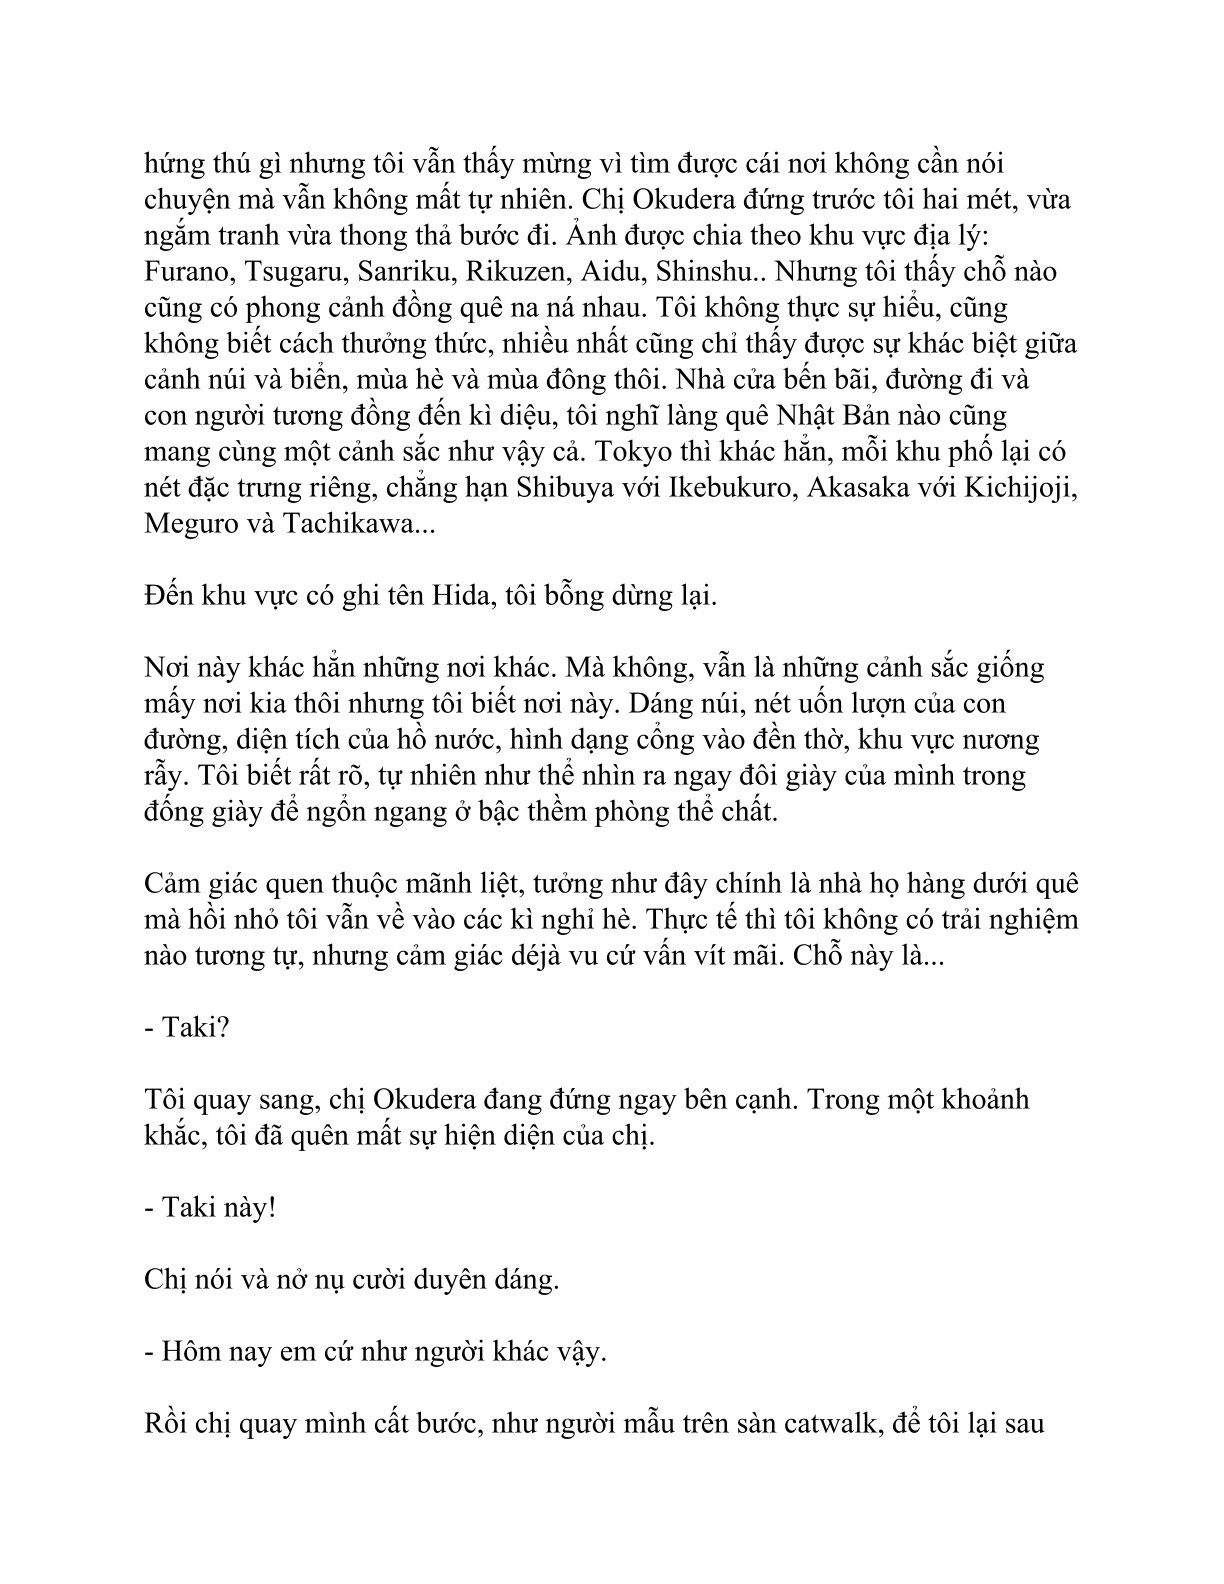 hứng thú gì nhưng tôi vẫn thấy mừng vì tìm được cái nơi không cần nói
chuyện mà vẫn không mất tự nhiên. Chị Okudera đứng trước tôi hai mét, vừa
ngắm tranh vừa thong thả bước đi. Ảnh được chia theo khu vực địa lý:
Furano, Tsugaru, Sanriku, Rikuzen, Aidu, Shinshu.. Nhưng tôi thấy chỗ nào
cũng có phong cảnh đồng quê na ná nhau. Tôi không thực sự hiểu, cũng
không biết cách thưởng thức, nhiều nhất cũng chỉ thấy được sự khác biệt giữa
cảnh núi và biển, mùa hè và mùa đông thôi. Nhà cửa bến bãi, đường đi và
con người tương đồng đến kì diệu, tôi nghĩ làng quê Nhật Bản nào cũng
mang cùng một cảnh sắc như vậy cả. Tokyo thì khác hẳn, mỗi khu phố lại có
nét đặc trưng riêng, chẳng hạn Shibuya với Ikebukuro, Akasaka với Kichijoji,
Meguro và Tachikawa...
Đến khu vực có ghi tên Hida, tôi bỗng dừng lại.
Nơi này khác hẳn những nơi khác. Mà không, vẫn là những cảnh sắc giống
mấy nơi kia thôi nhưng tôi biết nơi này. Dáng núi, nét uốn lượn của con
đường, diện tích của hồ nước, hình dạng cổng vào đền thờ, khu vực nương
rẫy. Tôi biết rất rõ, tự nhiên như thể nhìn ra ngay đôi giày của mình trong
đống giày để ngổn ngang ở bậc thềm phòng thể chất.
Cảm giác quen thuộc mãnh liệt, tưởng như đây chính là nhà họ hàng dưới quê
mà hồi nhỏ tôi vẫn về vào các kì nghỉ hè. Thực tế thì tôi không có trải nghiệm
nào tương tự, nhưng cảm giác déjà vu cứ vấn vít mãi. Chỗ này là...
- Taki?
Tôi quay sang, chị Okudera đang đứng ngay bên cạnh. Trong một khoảnh
khắc, tôi đã quên mất sự hiện diện của chị.
- Taki này!
Chị nói và nở nụ cười duyên dáng.
- Hôm nay em cứ như người khác vậy.
Rồi chị quay mình cất bước, như người mẫu trên sàn catwalk, để tôi lại sau